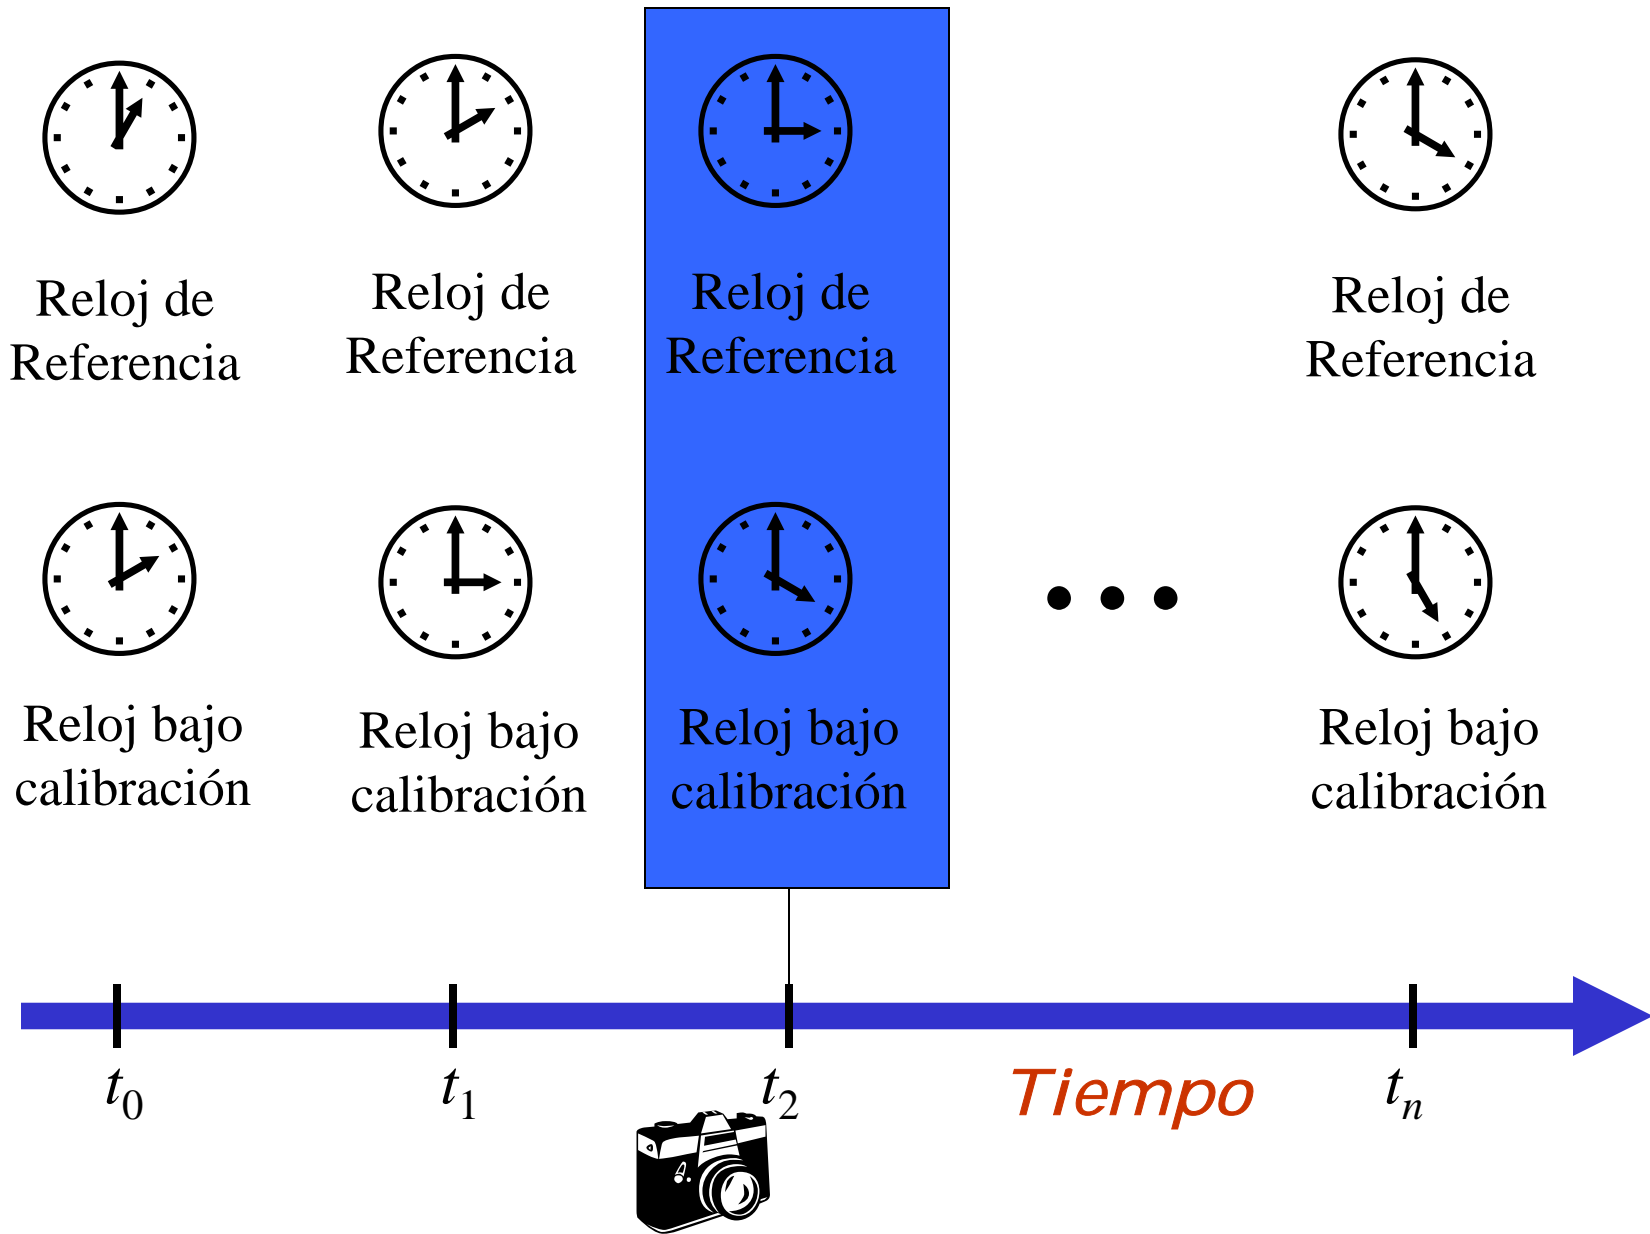 Reloj de
Referencia
Reloj de
Referencia
Reloj de
Referencia
Reloj de
Referencia
Reloj bajo
calibración
Reloj bajo
calibración
Reloj bajo
calibración
Reloj bajo
calibración
t0
t1
t2
Tiempo
tn